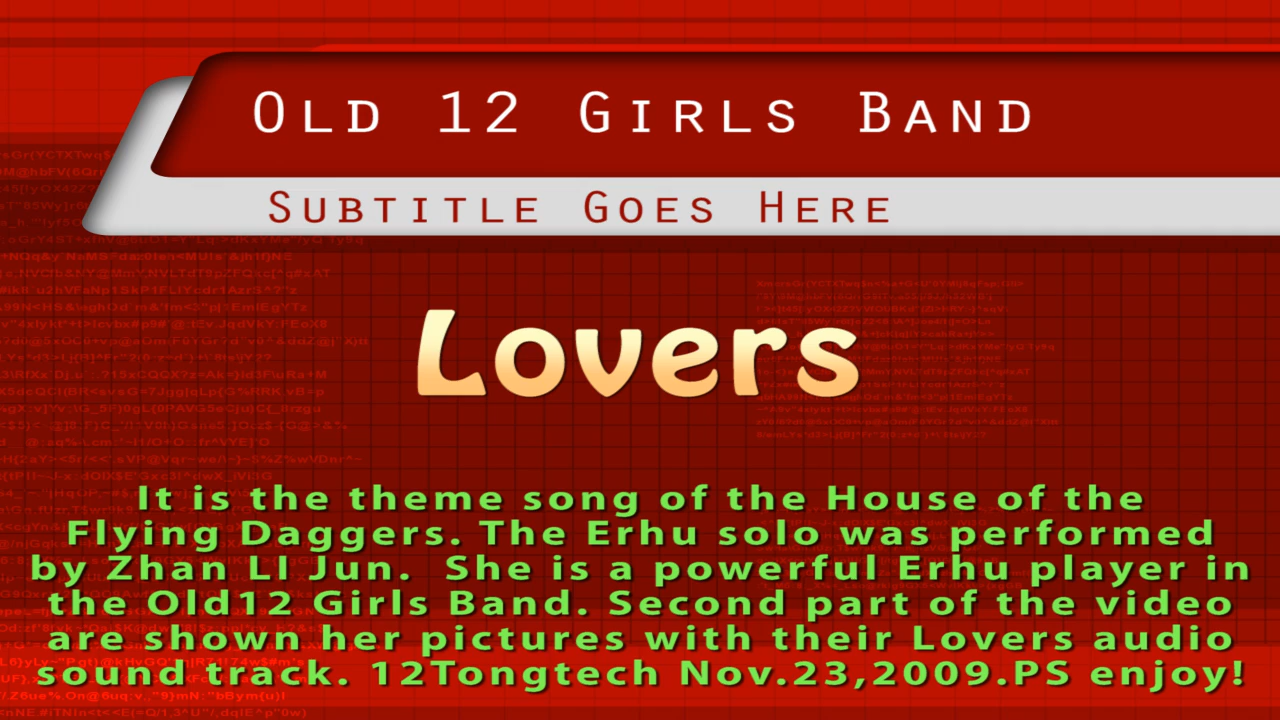 Old 12 Girls Band
Subtitle Goes Here
Lovers
It is the theme song of the House of the
Flying Daggers. The Erhu solo was performed
by Zhan LI Jun.  She is a powerful Erhu player in
the Old12 Girls Band. Second part of the video
are shown her pictures with their Lovers audio
sound track. 12Tongtech Nov.23,2009.PS enjoy!